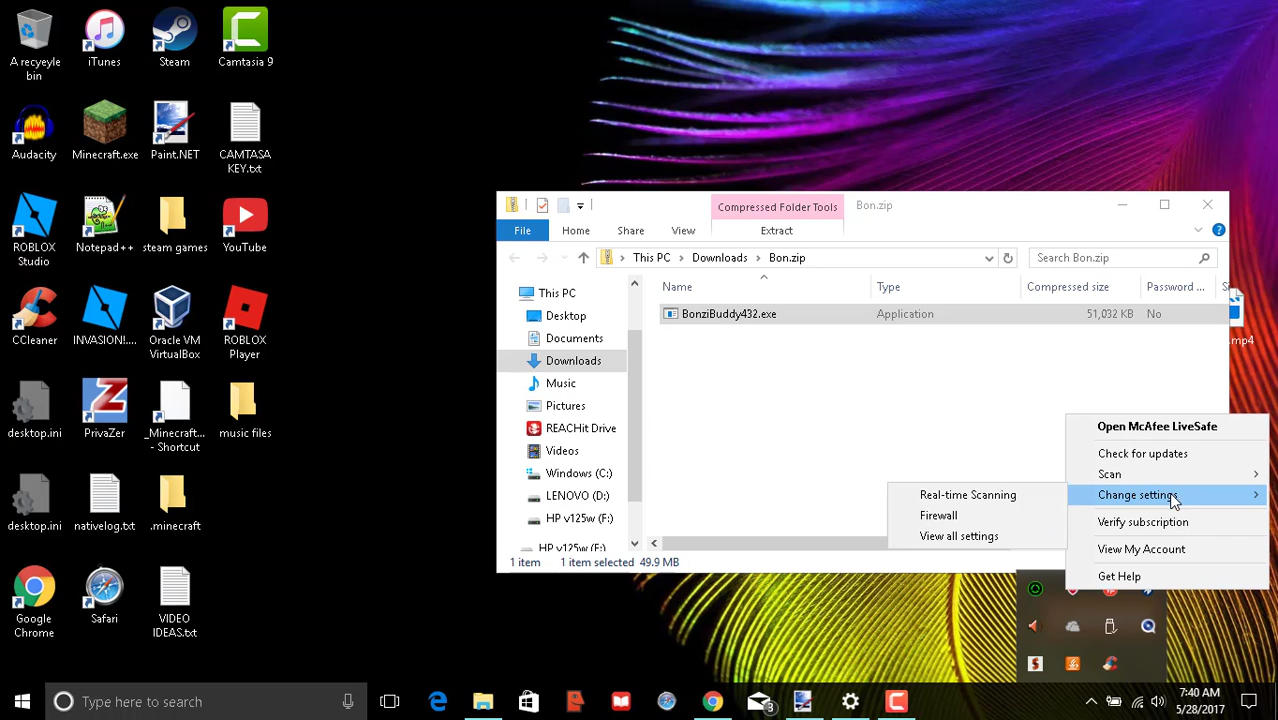 A recyeyle
bin
iTunes
Steam
Camtasia 9
Audacity
Minecraft.exe
Paint.NET
CAMTASA
KEY.txt
ROBLOX
Studio
Notepad++
steam games
YouTube
CCleaner
INVASION!....
Oracle VM
VirtualBox
ROBLOX
Player
desktop.ini
PrivaZer
_Minecraft...
- Shortcut
music files
desktop.ini
nativelog.txt
.minecraft
Google
Chrome
Safari
VIDEO
IDEAS.txt
Compressed Folder Tools
Bon.zip
File
Home
Share
View
Extract
This PC
Downloads
Bon.zip
Search Bon.zip
This PC
Desktop
Documents
Downloads
Music
Pictures
REACHit Drive
Videos
Windows (C:)
LENOVO (D:)
HP v125w (F:)
HP v125w (F:)
Name
Type
Compressed size
Password ...
Si
BonziBuddy432.exe
Application
51,032 KB
No
1 item
1 item selected 49.9 MB
.mp4
Open McAfee LiveSafe
Check for updates
Scan
Change settings
Verify subscription
View My Account
Get Help
Real-time Scanning
Firewall
View all settings
Type here to search
3
7:40 AM
5/28/2017